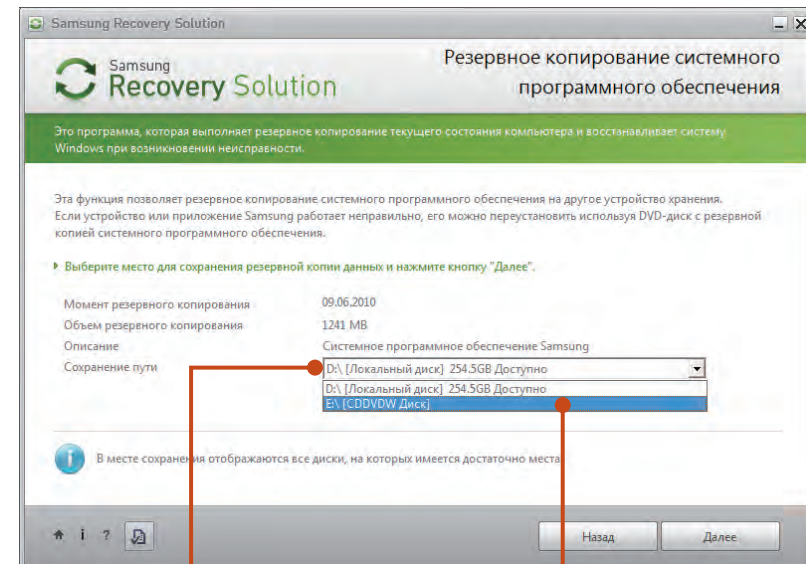 Samsung Recovery Solution
Samsung
Recovery Solution
Резервное копирование системного
программного обеспечения
Это программа, которая выполняет резервное копирование текущего состояния компьютера и восстанавливает систему
Windows при возникновении неисправности.
Эта функция позволяет резервное копирование системного программного обеспечения на другое устройство хранения.
Если устройство или приложение Samsung работает неправильно, его можно переустановить используя DVD-диск с резервной
копией системного программного обеспечения.
Выберите место для сохранения резервной копии данных и нажмите кнопку "Далее".
Момент резервного копирования 09.06.2010
Объем резервного копирования 1241 MB
Описание Системное программное обеспечение Samsung
Сохранение пути D:\ [Локальный диск] 254.5GB Доступно
D:\ [Локальный диск] 254.5GB Доступно
E:\ [CDDVDW Диск]
В месте сохранения отображаются все диски, на которых имеется достаточно места
Назад Далее